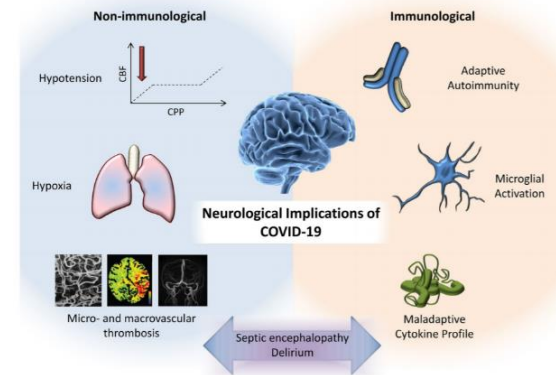 Non-immunological
Immunological
Hypotension
CBF
CPP
Adaptive
Autoimmunity
Hypoxia
Microglial
Activation
Neurological Implications of
COVID-19
Micro- and macrovascular
thrombosis
Septic encephalopathy
Delirium
Maladaptive
Cytokine Profile